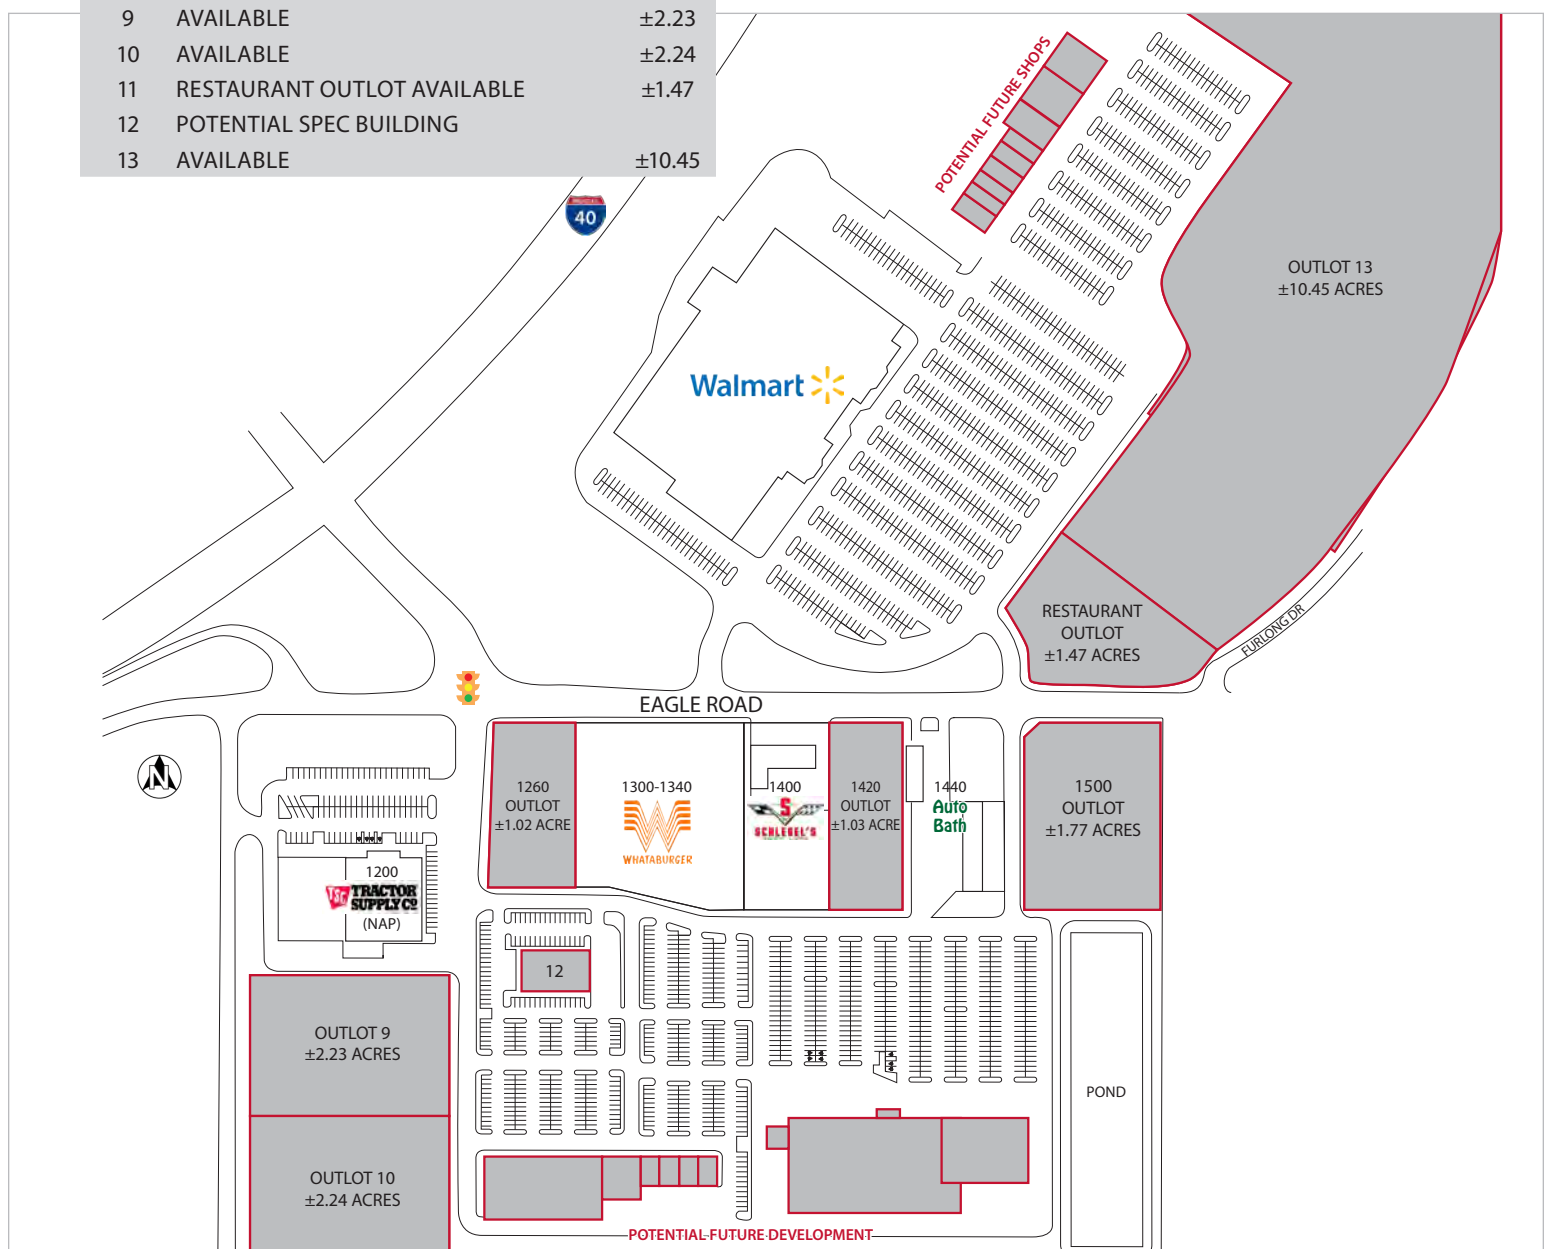 9 AVAILABLE ±2.23
10 AVAILABLE ±2.24
11 RESTAURANT OUTLOT AVAILABLE ±1.47
12 POTENTIAL SPEC BUILDING
13 AVAILABLE ±10.45
POTENTIAL FUTURE SHOPS
40
OUTLOT 13
±10.45 ACRES
Walmart
RESTAURANT
OUTLOT
±1.47 ACRES
FURLONG DR
EAGLE ROAD
N
1260
OUTLOT
±1.02 ACRE
1300-1340
WHATABURGER
1400
S
SCHLEGEL'S
1420
OUTLOT
±1.03 ACRE
1440
Auto
Bath
1500
OUTLOT
±1.77 ACRES
1200
TSC
TRACTOR
SUPPLY CO
(NAP)
12
OUTLOT 9
±2.23 ACRES
POND
OUTLOT 10
±2.24 ACRES
POTENTIAL FUTURE DEVELOPMENT